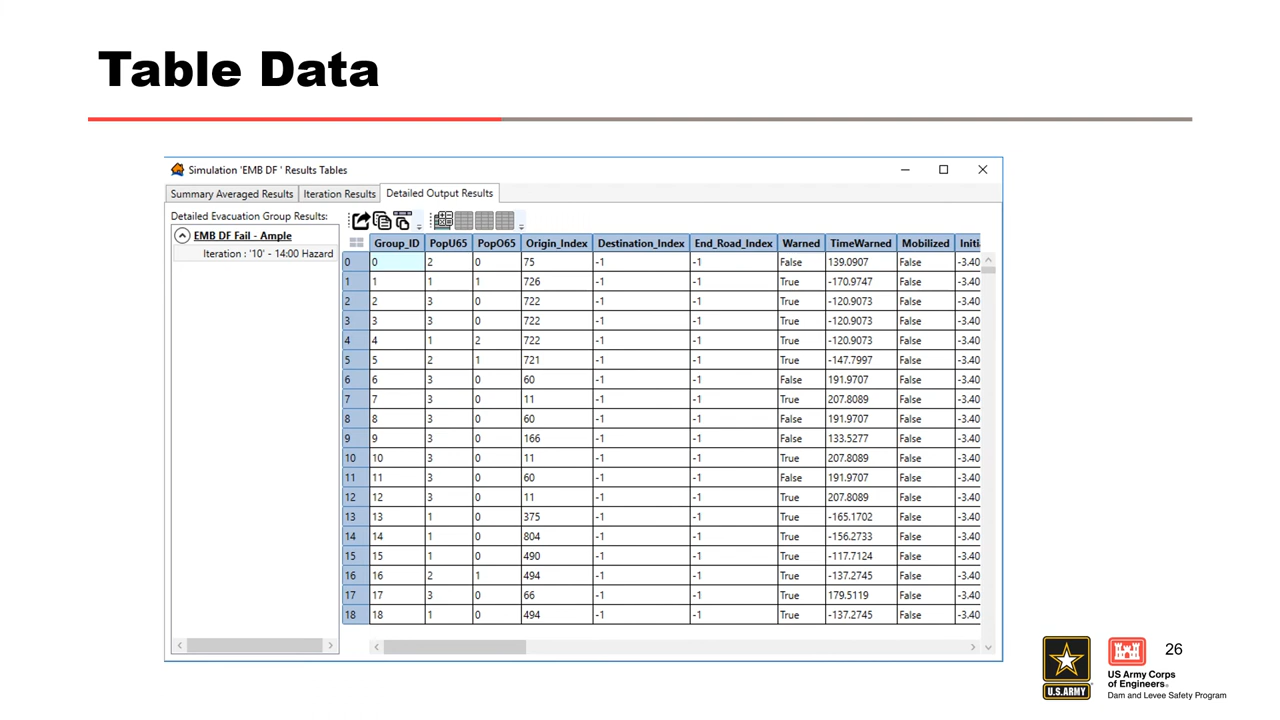 Table Data
Simulation 'EMB DF ' Results Tables
Summary Averaged Results Iteration Results Detailed Output Results
Detailed Evacuation Group Results:
EMB DF Fail - Ample
Iteration : '10' - 14:00 Hazard
Group_ID PopU65 PopO65 Origin_Index Destination_Index End_Road_Index Warned TimeWarned Mobilized Initi
0 0 2 0 75 -1 -1 False 139.0907 False -3.40
1 1 1 1 726 -1 -1 True -170.9747 False -3.40
2 2 3 0 722 -1 -1 True -120.9073 False -3.40
3 3 3 0 722 -1 -1 True -120.9073 False -3.40
4 4 1 2 722 -1 -1 True -120.9073 False -3.40
5 5 2 1 721 -1 -1 True -147.7997 False -3.40
6 6 3 0 60 -1 -1 False 191.9707 False -3.40
7 7 3 0 11 -1 -1 True 207.8089 False -3.40
8 8 3 0 60 -1 -1 False 191.9707 False -3.40
9 9 3 0 166 -1 -1 False 133.5277 False -3.40
10 10 3 0 11 -1 -1 True 207.8089 False -3.40
11 11 3 0 60 -1 -1 False 191.9707 False -3.40
12 12 3 0 11 -1 -1 True 207.8089 False -3.40
13 13 1 0 375 -1 -1 True -165.1702 False -3.40
14 14 1 0 804 -1 -1 True -156.2733 False -3.40
15 15 1 0 490 -1 -1 True -117.7124 False -3.40
16 16 2 1 494 -1 -1 True -137.2745 False -3.40
17 17 3 0 66 -1 -1 True 179.5119 False -3.40
18 18 1 0 494 -1 -1 True -137.2745 False -3.40
U.S.ARMY
US Army Corps
of Engineers®
Dam and Levee Safety Program
26